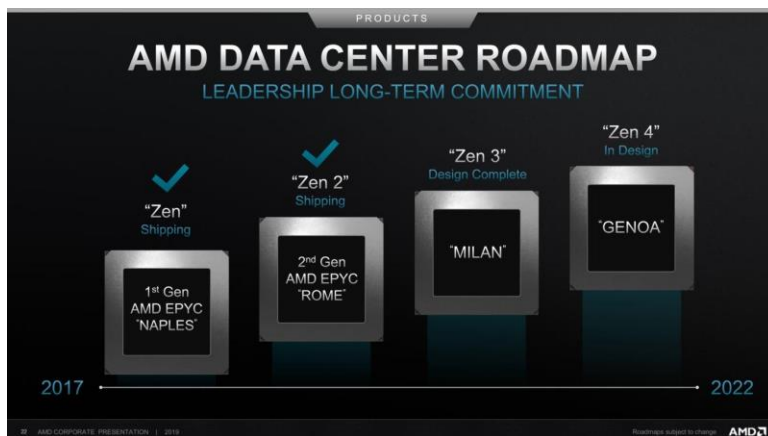 PRODUCTS
AMD DATA CENTER ROADMAP
LEADERSHIP LONG-TERM COMMITMENT
"Zen"
Shipping
1st Gen
AMD EPYC
"NAPLES"
"Zen 2"
Shipping
2nd Gen
AMD EPYC
"ROME"
"Zen 3"
Design Complete
"MILAN"
"Zen 4"
In Design
"GENOA"
2017
2022
22 AMD CORPORATE PRESENTATION | 2019
Roadmaps subject to change
AMD